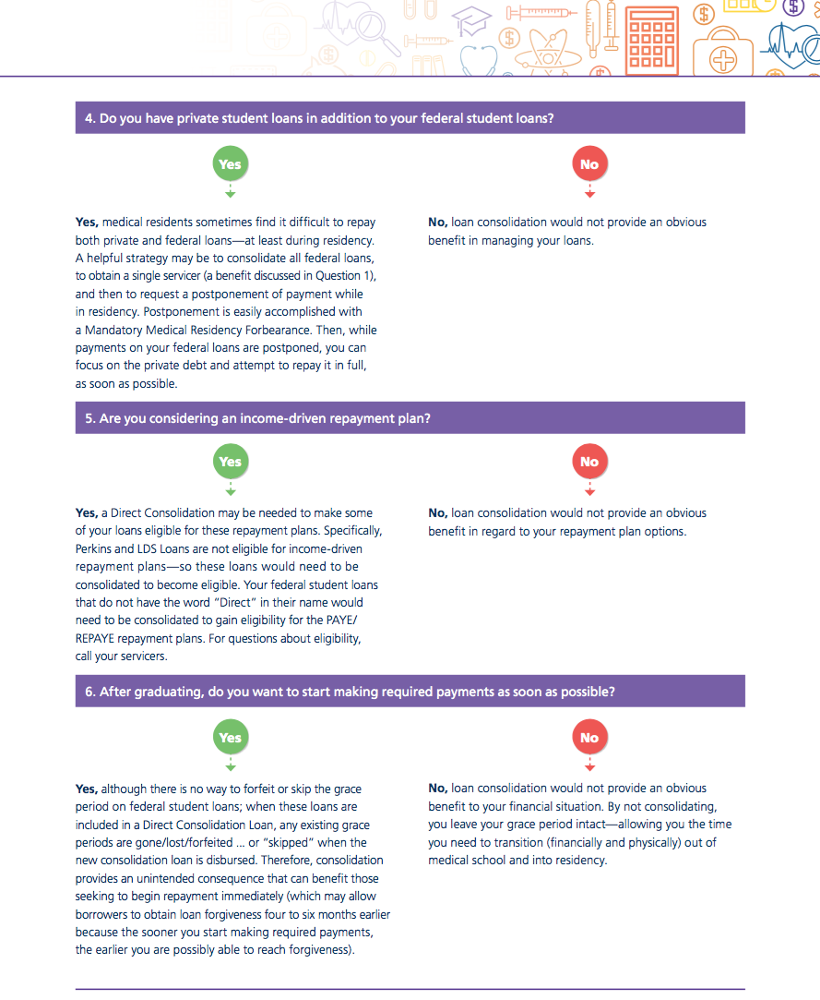 4. Do you have private student loans in addition to your federal student loans?
Yes
No
Yes, medical residents sometimes find it difficult to repay
both private and federal loans—at least during residency.
A helpful strategy may be to consolidate all federal loans,
to obtain a single servicer (a benefit discussed in Question 1),
and then to request a postponement of payment while
in residency. Postponement is easily accomplished with
a Mandatory Medical Residency Forbearance. Then, while
payments on your federal loans are postponed, you can
focus on the private debt and attempt to repay it in full,
as soon as possible.
No, loan consolidation would not provide an obvious
benefit in managing your loans.
5. Are you considering an income-driven repayment plan?
Yes
No
Yes, a Direct Consolidation may be needed to make some
of your loans eligible for these repayment plans. Specifically,
Perkins and LDS Loans are not eligible for income-driven
repayment plans—so these loans would need to be
consolidated to become eligible. Your federal student loans
that do not have the word “Direct” in their name would
need to be consolidated to gain eligibility for the PAYE/
REPAYE repayment plans. For questions about eligibility,
call your servicers.
No, loan consolidation would not provide an obvious
benefit in regard to your repayment plan options.
6. After graduating, do you want to start making required payments as soon as possible?
Yes
No
Yes, although there is no way to forfeit or skip the grace
period on federal student loans; when these loans are
included in a Direct Consolidation Loan, any existing grace
periods are gone/lost/forfeited ... or “skipped” when the
new consolidation loan is disbursed. Therefore, consolidation
provides an unintended consequence that can benefit those
seeking to begin repayment immediately (which may allow
borrowers to obtain loan forgiveness four to six months earlier
because the sooner you start making required payments,
the earlier you are possibly able to reach forgiveness).
No, loan consolidation would not provide an obvious
benefit to your financial situation. By not consolidating,
you leave your grace period intact—allowing you the time
you need to transition (financially and physically) out of
medical school and into residency.